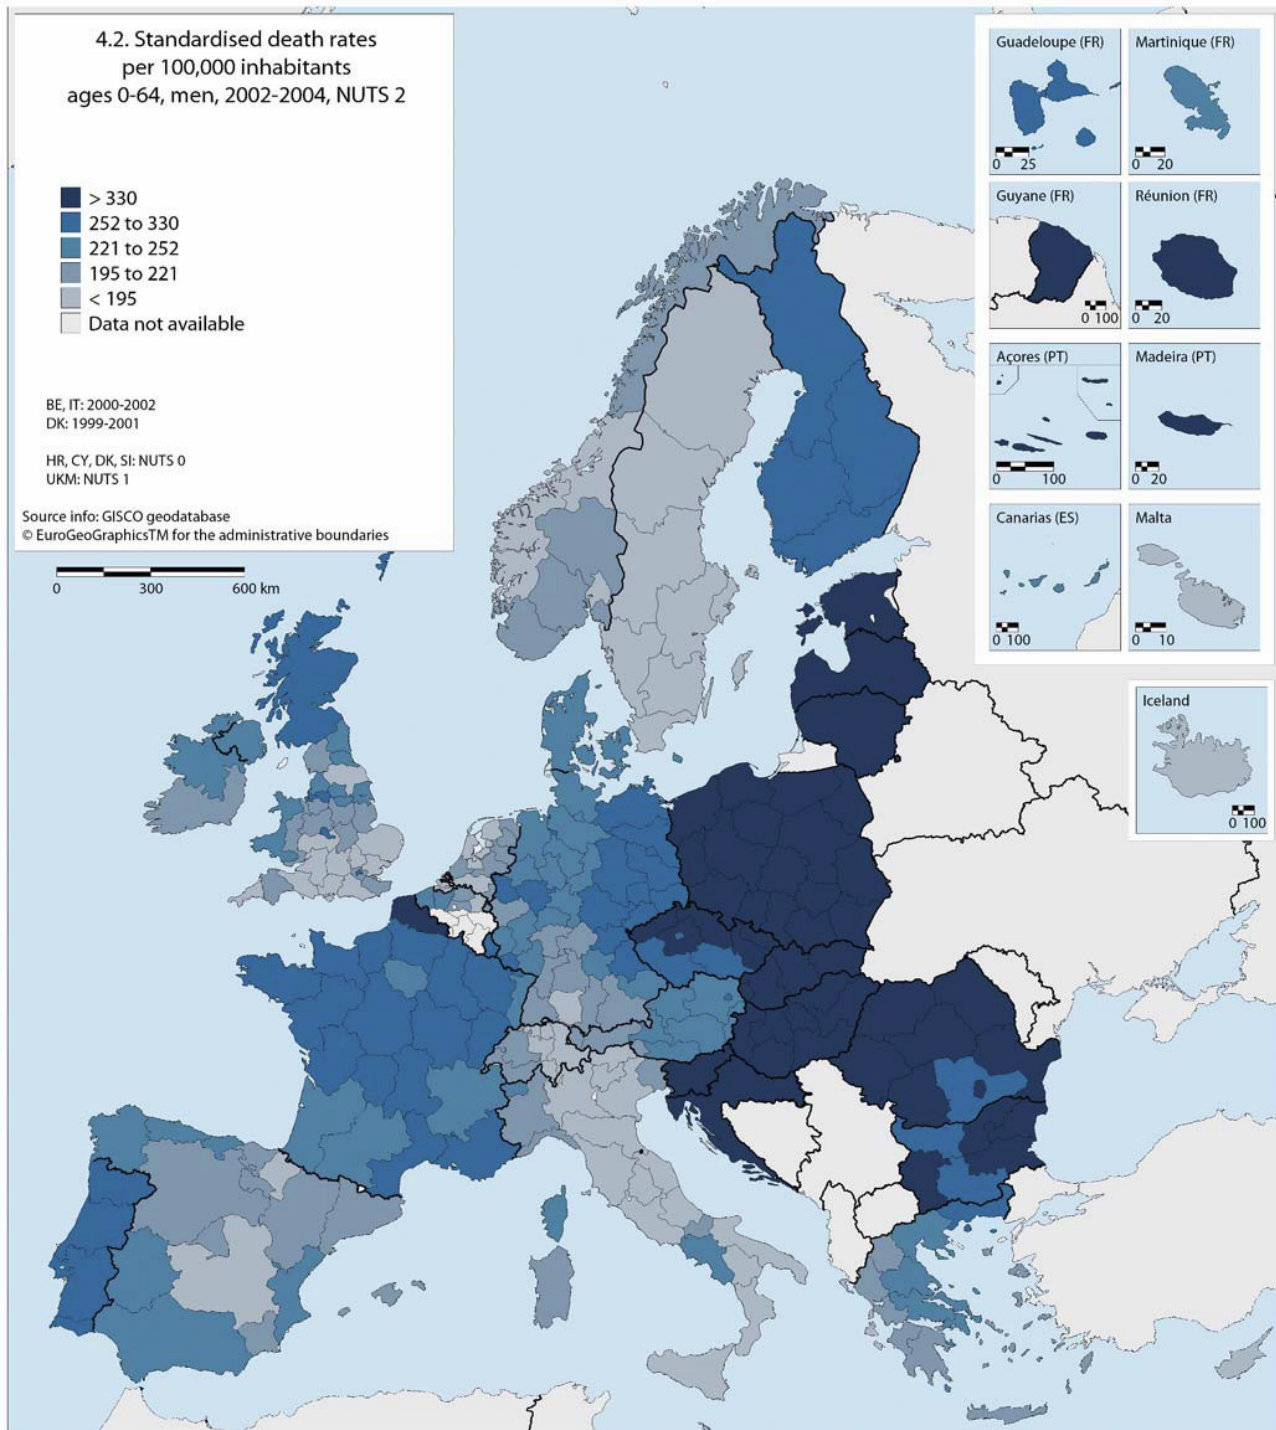 4.2. Standardised death rates
per 100,000 inhabitants
ages 0-64, men, 2002-2004, NUTS 2
> 330
252 to 330
221 to 252
195 to 221
< 195
Data not available
BE, IT: 2000-2002
DK: 1999-2001
HR, CY, DK, SI: NUTS 0
UKM: NUTS 1
Source info: GISCO geodatabase
© EuroGeoGraphicsTM for the administrative boundaries
0 300 600 km
Guadeloupe (FR)
0 25
Martinique (FR)
0 20
Guyane (FR)
0 100
Réunion (FR)
0 20
Açores (PT)
0 100
Madeira (PT)
0 20
Canarias (ES)
0 100
Malta
0 10
Iceland
0 100